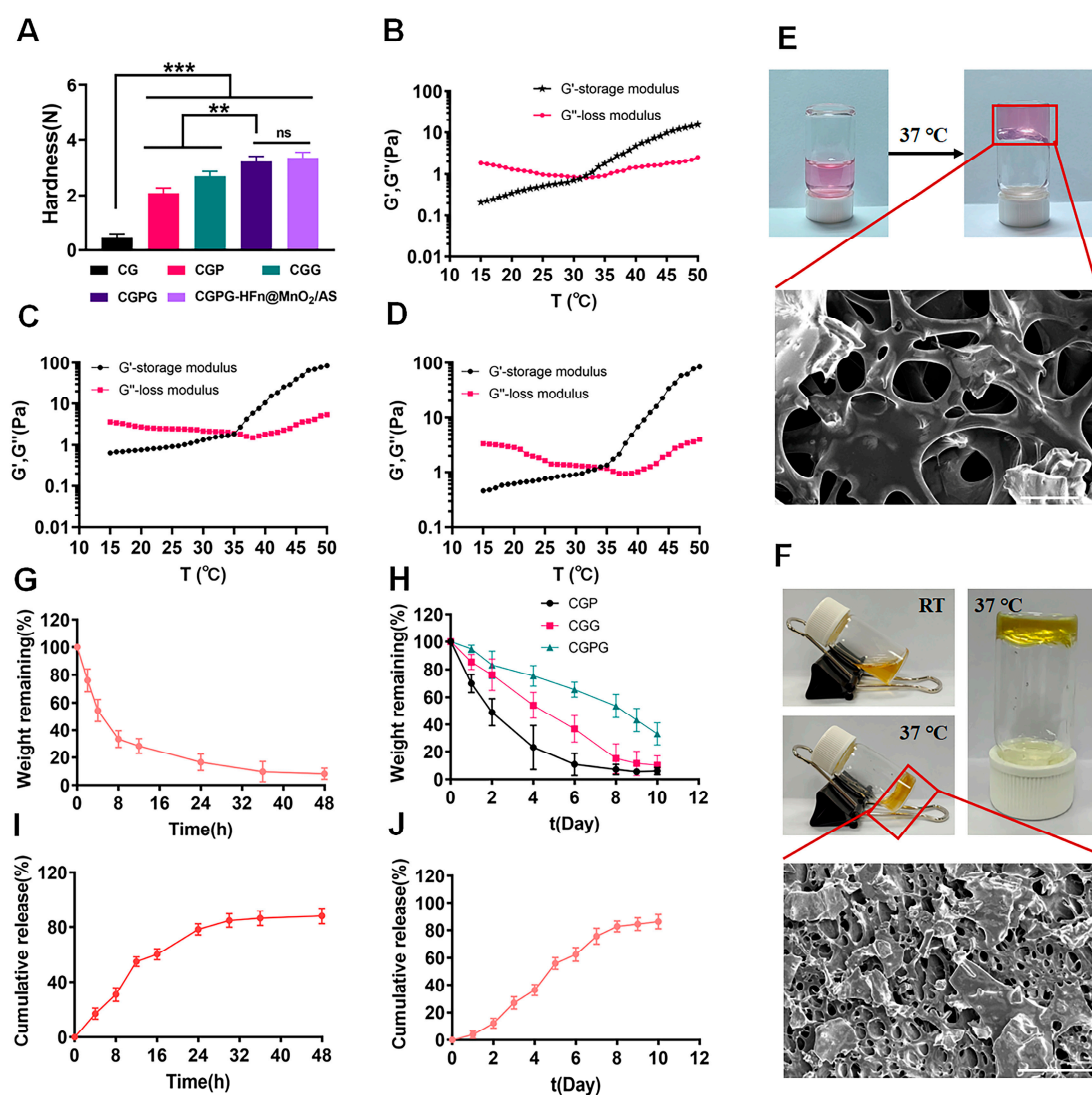 A
***
**
ns
Hardness(N)
6
4
2
0
CG
CGP
CGG
CGPG
CGPG-HFn@MnO₂/AS
B
G'-storage modulus
G''-loss modulus
G',G''(Pa)
100
10
1
0.1
0.01
10 15 20 25 30 35 40 45 50
T (°C)
C
G'-storage modulus
G''-loss modulus
G',G''(Pa)
100
10
1
0.1
0.01
10 15 20 25 30 35 40 45 50
T (°C)
D
G'-storage modulus
G''-loss modulus
G',G''(Pa)
100
10
1
0.1
10 15 20 25 30 35 40 45 50
T (°C)
E
37 °C
F
RT
37 °C
37 °C
G
Weight remaining(%)
120
100
80
60
40
20
0
0 8 16 24 32 40 48
Time(h)
H
CGP
CGG
CGPG
Weight remaining(%)
120
100
80
60
40
20
0
0 2 4 6 8 10 12
t(Day)
I
Cumulative release(%)
120
80
40
0
0 8 16 24 32 40 48
Time(h)
J
Cumulative release(%)
120
100
80
60
40
20
0
0 2 4 6 8 10 12
t(Day)